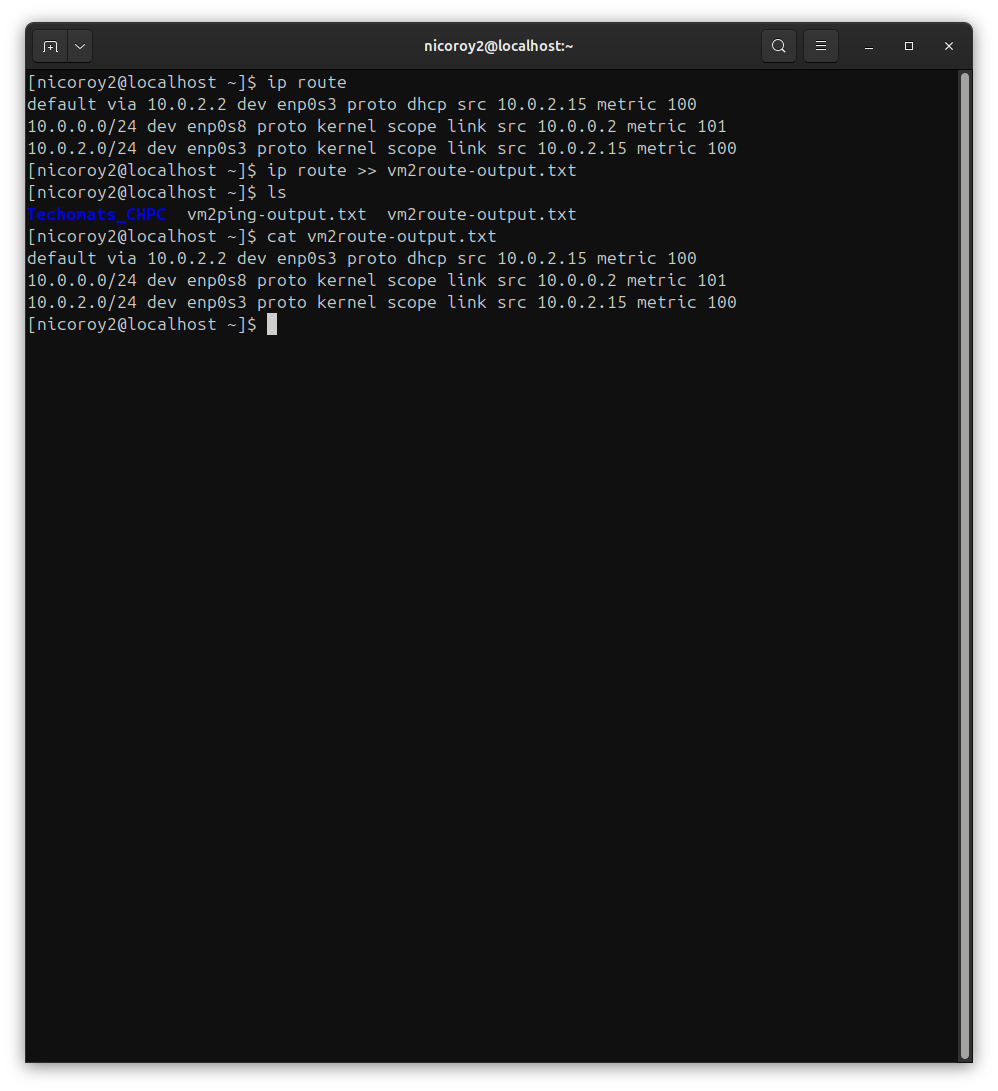 nicoroy2@localhost:~
[nicoroy2@localhost ~]$ ip route
default via 10.0.2.2 dev enp0s3 proto dhcp src 10.0.2.15 metric 100
10.0.0.0/24 dev enp0s8 proto kernel scope link src 10.0.0.2 metric 101
10.0.2.0/24 dev enp0s3 proto kernel scope link src 10.0.2.15 metric 100
[nicoroy2@localhost ~]$ ip route >> vm2route-output.txt
[nicoroy2@localhost ~]$ ls
Techomats_CHPC  vm2ping-output.txt  vm2route-output.txt
[nicoroy2@localhost ~]$ cat vm2route-output.txt
default via 10.0.2.2 dev enp0s3 proto dhcp src 10.0.2.15 metric 100
10.0.0.0/24 dev enp0s8 proto kernel scope link src 10.0.0.2 metric 101
10.0.2.0/24 dev enp0s3 proto kernel scope link src 10.0.2.15 metric 100
[nicoroy2@localhost ~]$